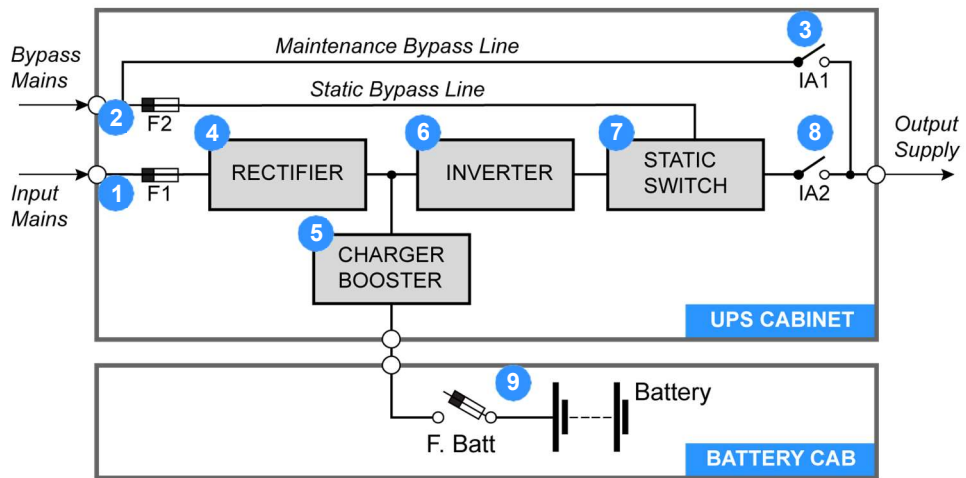 Maintenance Bypass Line
3
Bypass
Mains
Static Bypass Line
IA1
2
F2
4
6
7
8
Output
Supply
RECTIFIER
INVERTER
STATIC
SWITCH
1
F1
IA2
Input
Mains
5
CHARGER
BOOSTER
UPS CABINET
9
Battery
F. Batt
BATTERY CAB